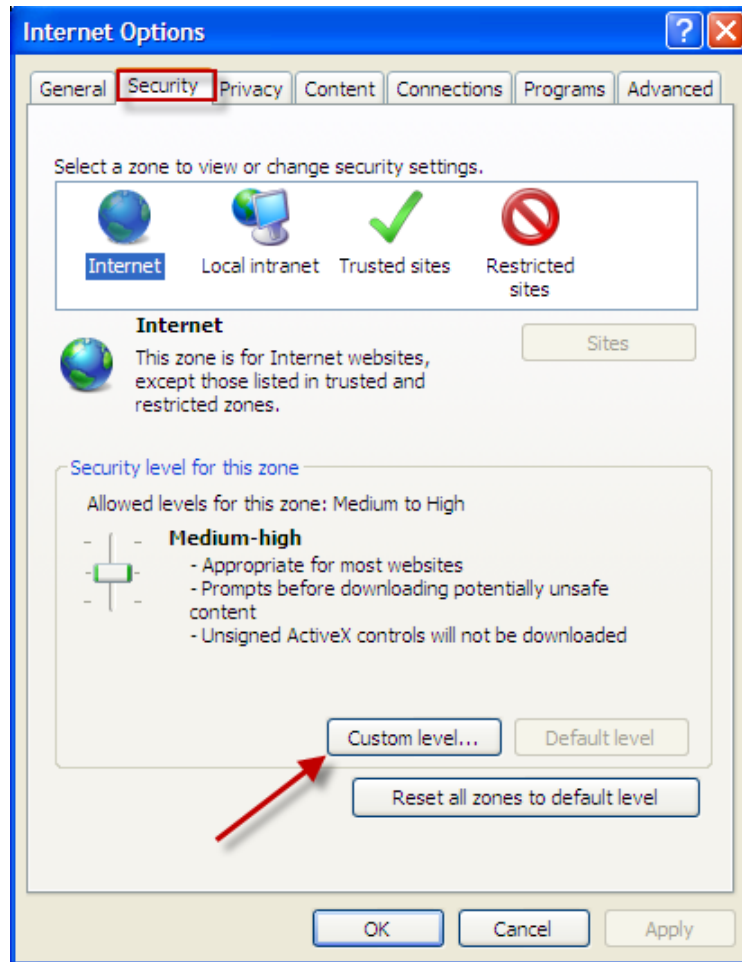 Internet Options
General Security Privacy Content Connections Programs Advanced
Select a zone to view or change security settings.
Internet Local intranet Trusted sites Restricted
sites
Internet
Sites
This zone is for Internet websites,
except those listed in trusted and
restricted zones.
Security level for this zone
Allowed levels for this zone: Medium to High
Medium-high
- Appropriate for most websites
- Prompts before downloading potentially unsafe
content
- Unsigned ActiveX controls will not be downloaded
Custom level... Default level
Reset all zones to default level
OK Cancel Apply